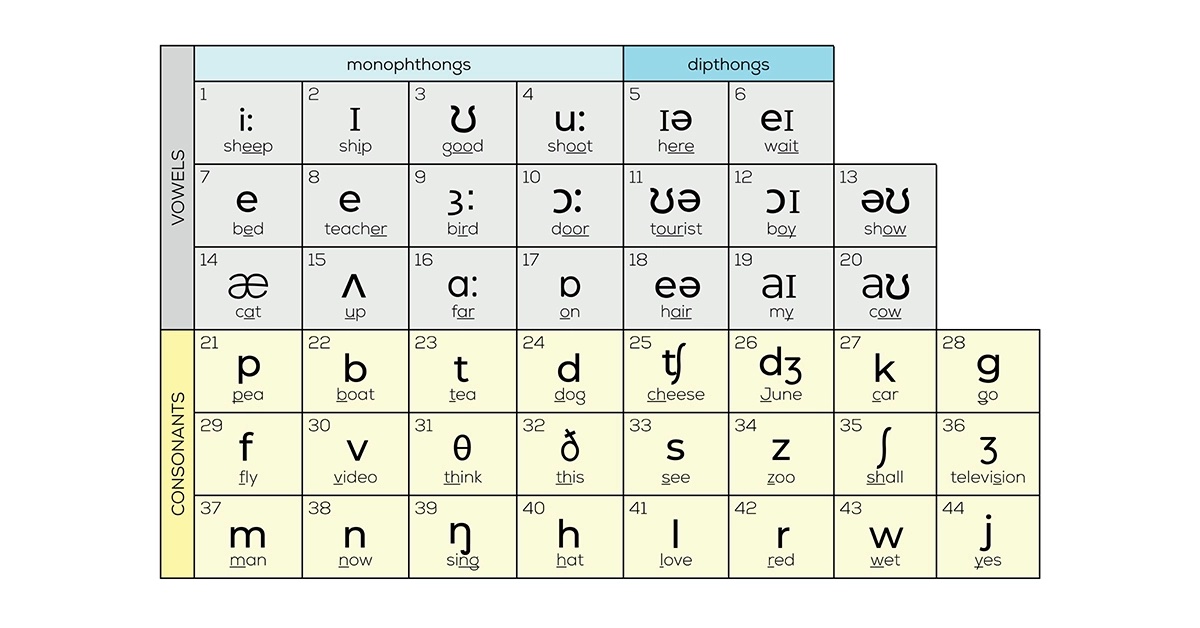 monophthongs dipthongs
VOWELS
1 2 3 4 5 6
i: ɪ ʊ u: ɪə eɪ
sheep ship good shoot here wait
7 8 9 10 11 12 13
e e ɜ: ɔ: ʊə ɔɪ əʊ
bed teacher bird door tourist boy show
14 15 16 17 18 19 20
æ ʌ ɑ: ɒ eə aɪ aʊ
cat up far on hair my cow
CONSONANTS
21 22 23 24 25 26 27 28
p b t d tʃ dʒ k g
pea boat tea dog cheese June car go
29 30 31 32 33 34 35 36
f v θ ð s z ʃ ʒ
fly video think this see zoo shall television
37 38 39 40 41 42 43 44
m n ŋ h l r w j
man now sing hat love red wet yes